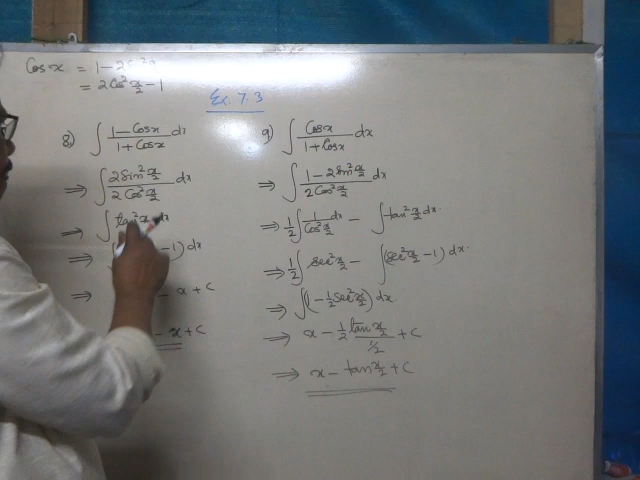 Cos x = 1 - 2
= 2 Cos² x/2 - 1
Ex. 7.3
8) ∫ (1 - Cos x)/(1 + Cos x) dx
⇒ ∫ (2 Sin² x/2)/(2 Cos² x/2) dx
⇒ ∫ tan² x dx
⇒ ∫ - 1) dx
⇒ - x + C
- x + C
9) ∫ Cos x/(1 + Cos x) dx
⇒ ∫ (1 - 2 Sin² x/2)/(2 Cos² x/2) dx
⇒ 1/2 ∫ 1/(Cos² x/2) dx - ∫ tan² x/2 dx.
⇒ 1/2 ∫ Sec² x/2 - ∫ (Sec² x/2 - 1) dx.
⇒ ∫ (1 - 1/2 Sec² x/2) dx
⇒ x - 1/2 (tan x/2)/(1/2) + C
⇒ x - tan x/2 + C